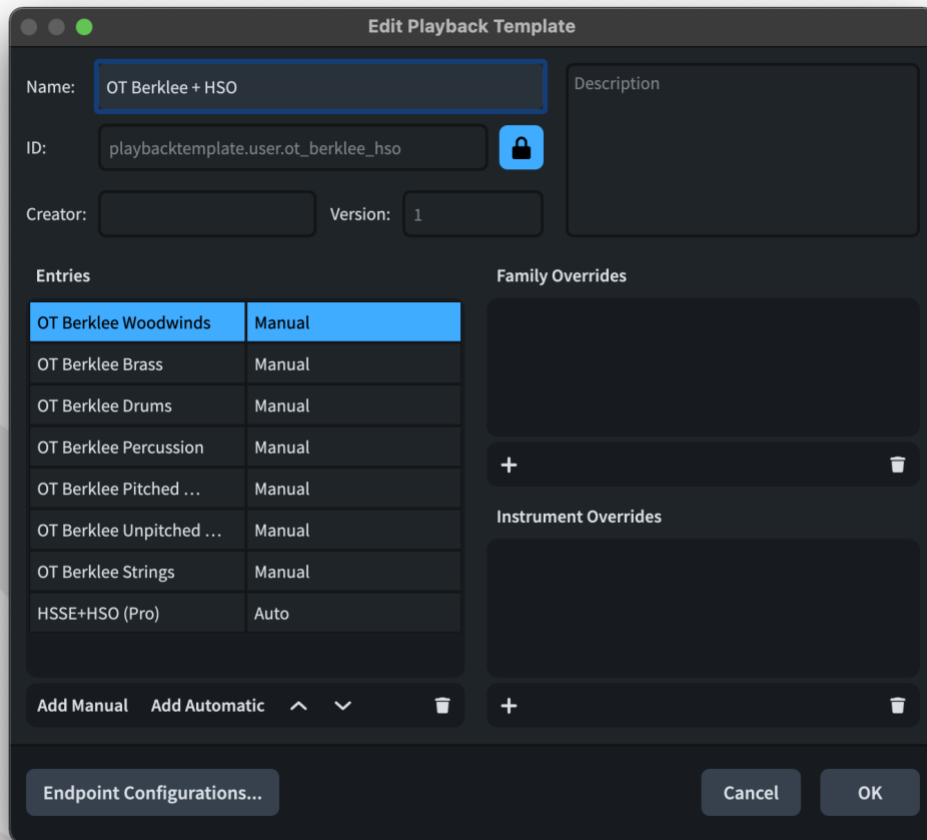 Edit Playback Template
Name:
OT Berklee + HSO
Description
ID:
playbacktemplate.user.ot_berklee_hso
Creator:
Version:
1
Entries
Family Overrides
OT Berklee Woodwinds Manual
OT Berklee Brass Manual
OT Berklee Drums Manual
OT Berklee Percussion Manual
OT Berklee Pitched ... Manual
OT Berklee Unpitched ... Manual
OT Berklee Strings Manual
HSSE+HSO (Pro) Auto
Instrument Overrides
Add Manual Add Automatic
Endpoint Configurations...
Cancel
OK